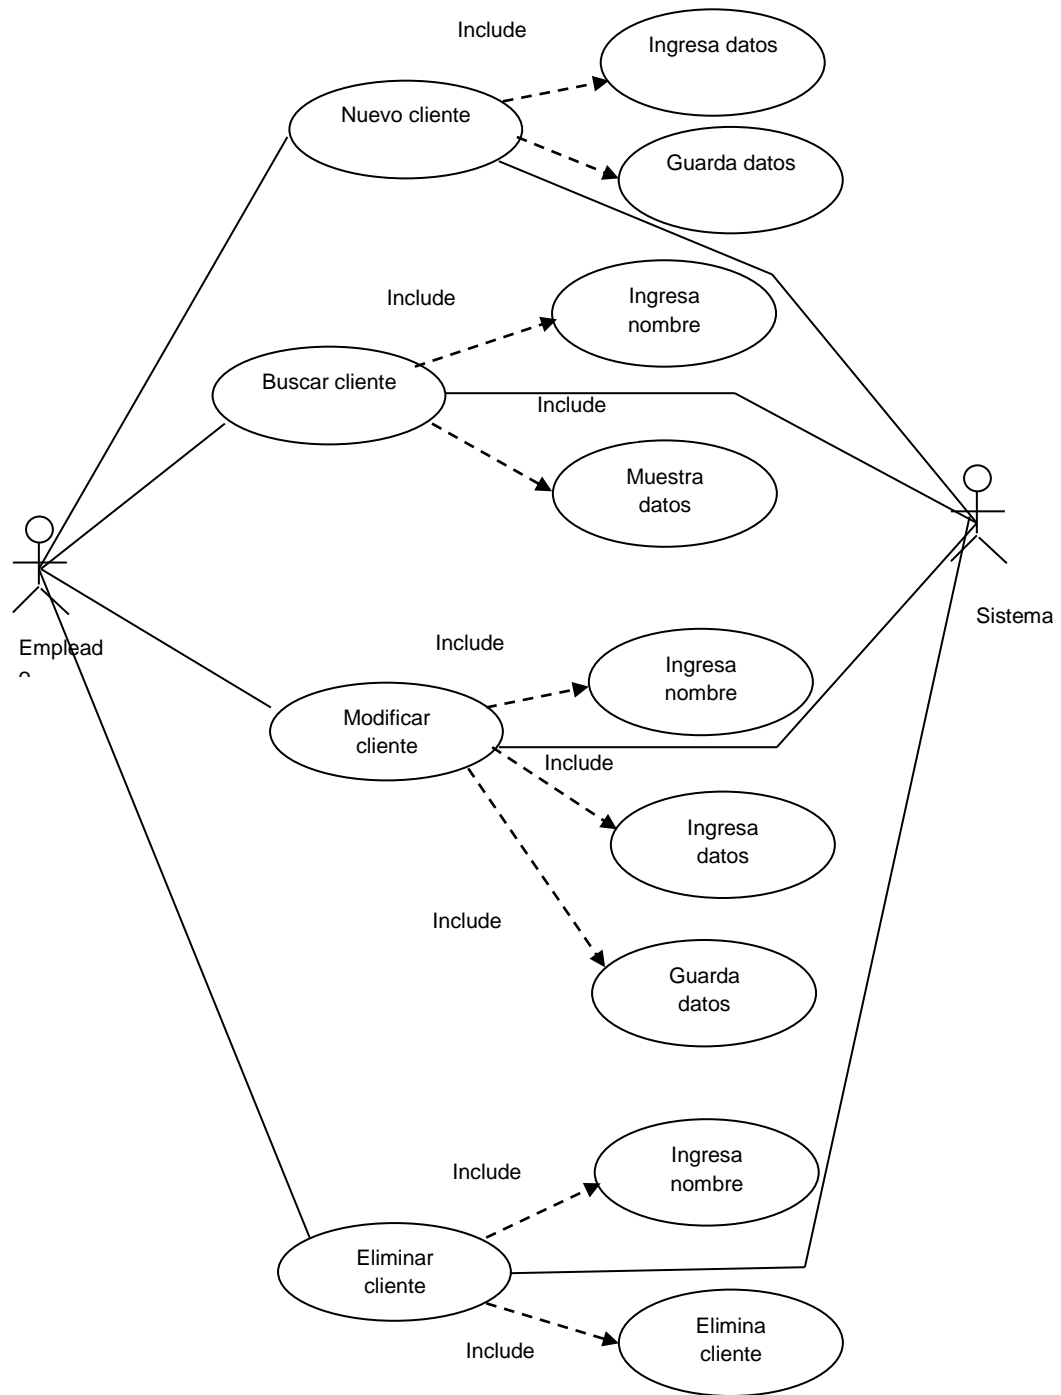 Include
Ingresa datos
Nuevo cliente
Guarda datos
Include
Ingresa
nombre
Buscar cliente
Include
Muestra
datos
Sistema
Emplead
Include
Ingresa
nombre
Modificar
cliente
Include
Ingresa
datos
Include
Guarda
datos
Include
Ingresa
nombre
Eliminar
cliente
Include
Elimina
cliente